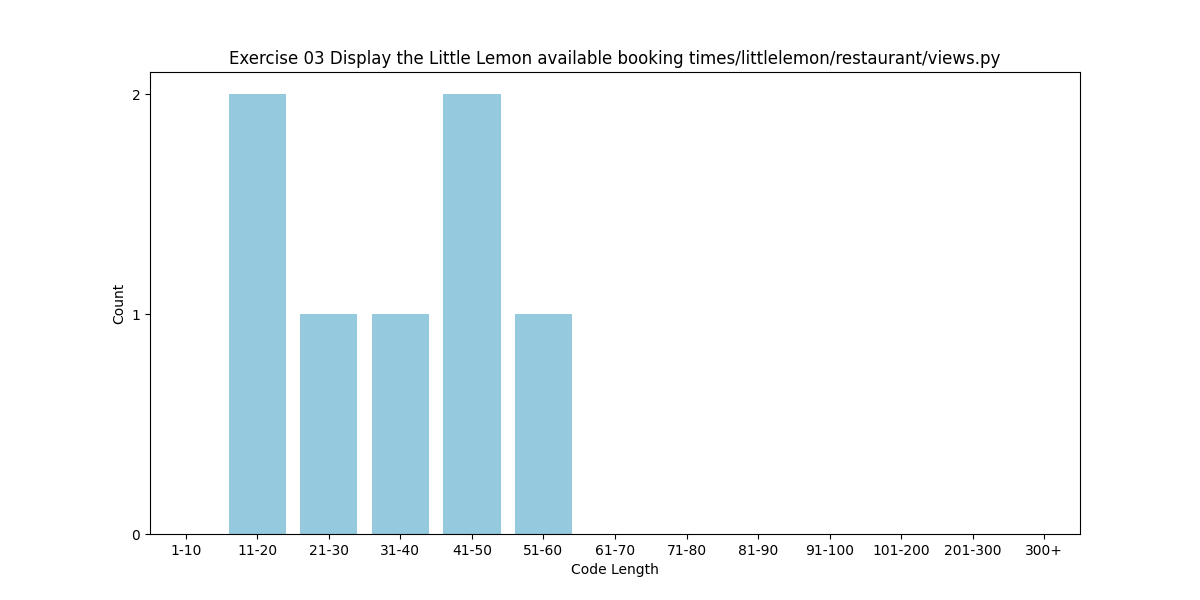 Exercise 03 Display the Little Lemon available booking times/littlelemon/restaurant/views.py
2
1
0
Count
1-10 11-20 21-30 31-40 41-50 51-60 61-70 71-80 81-90 91-100 101-200 201-300 300+
Code Length